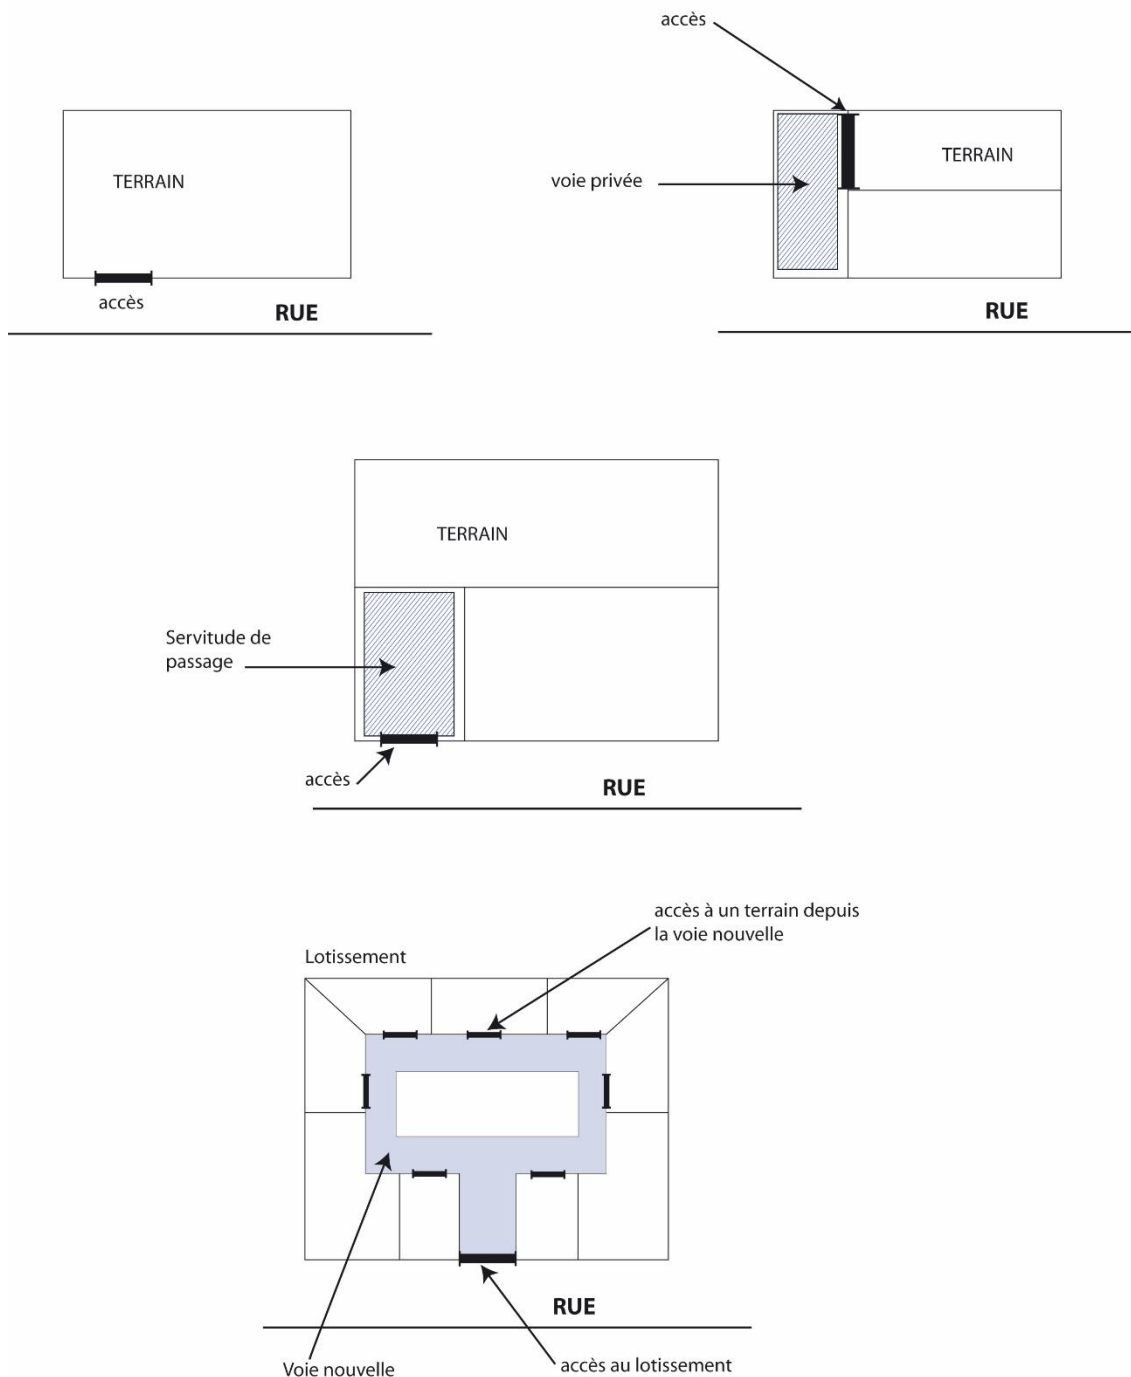 accès
TERRAIN
TERRAIN
voie privée
accès
RUE
RUE
TERRAIN
Servitude de
passage
accès
RUE
accès à un terrain depuis
la voie nouvelle
Lotissement
RUE
Voie nouvelle
accès au lotissement